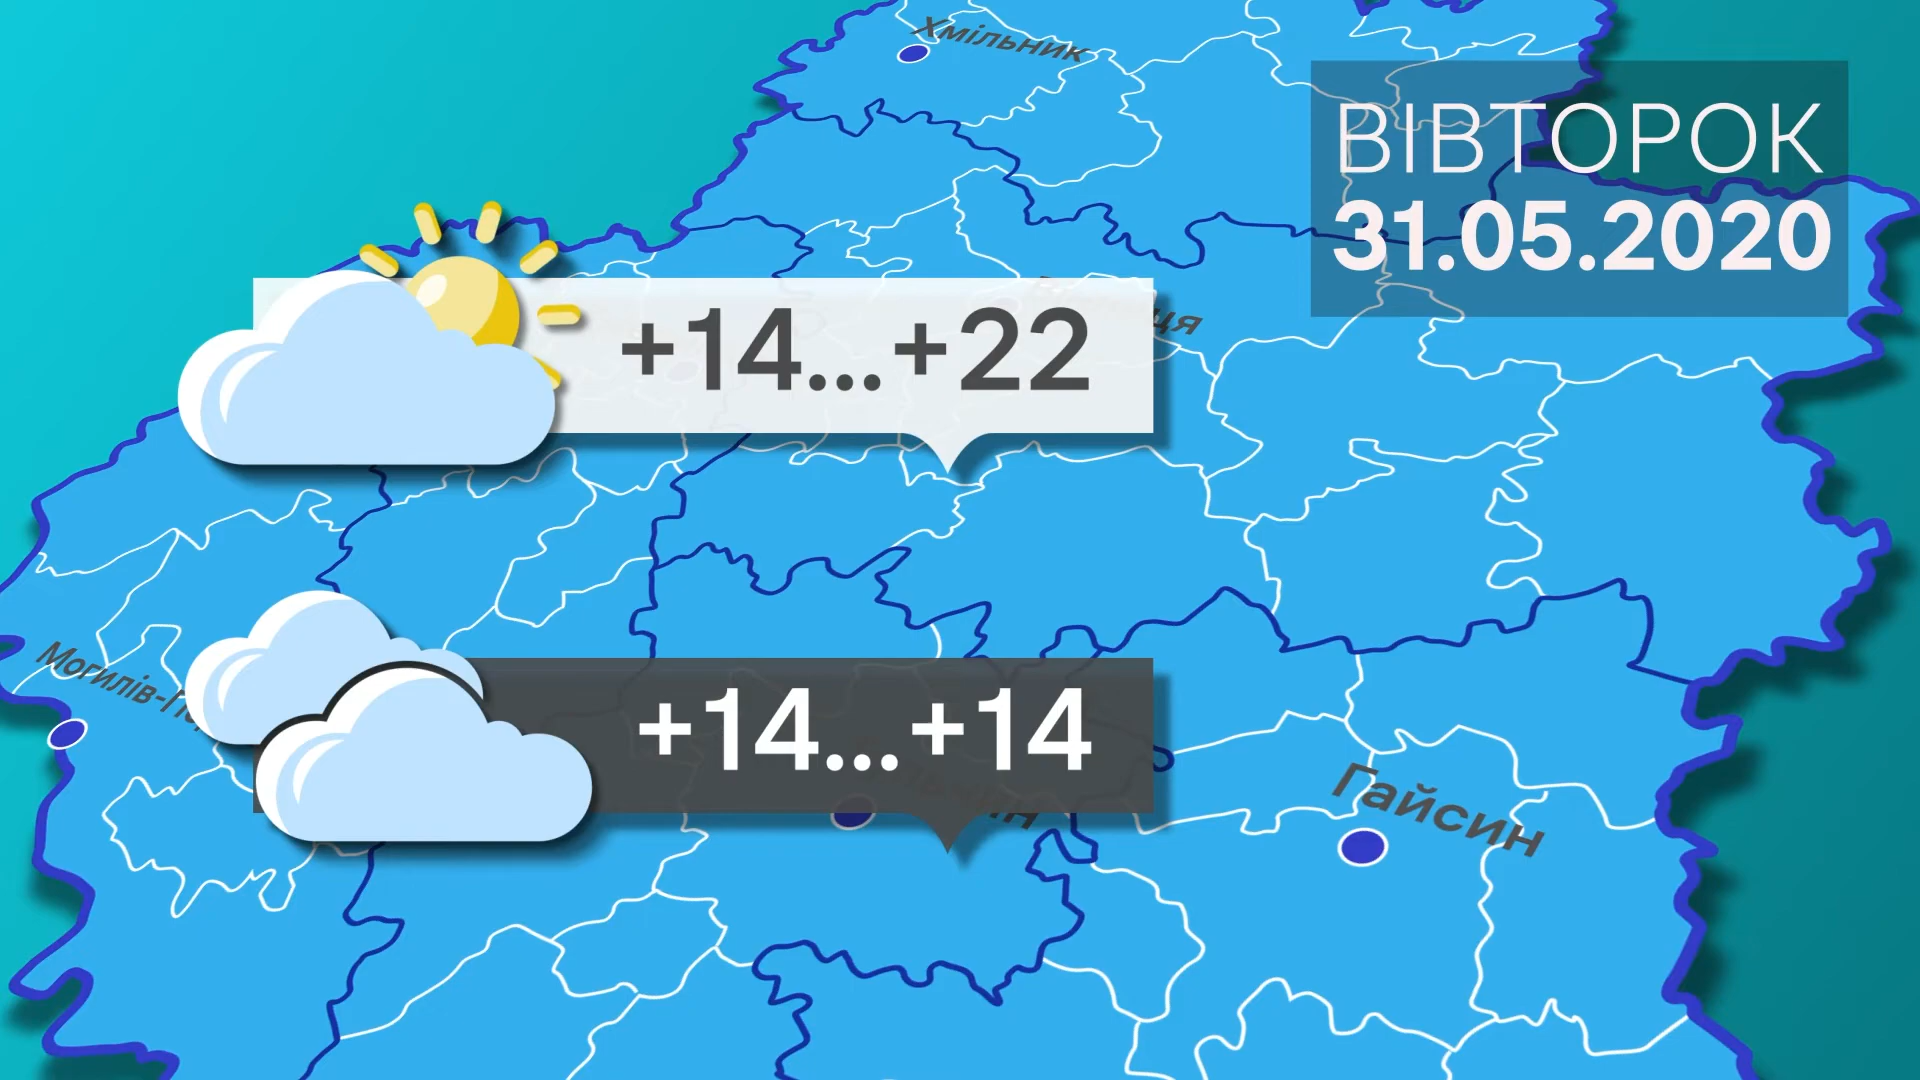 Хмільник
ВІВТОРОК
31.05.2020
+14...+22
+14...+14
Гайсин